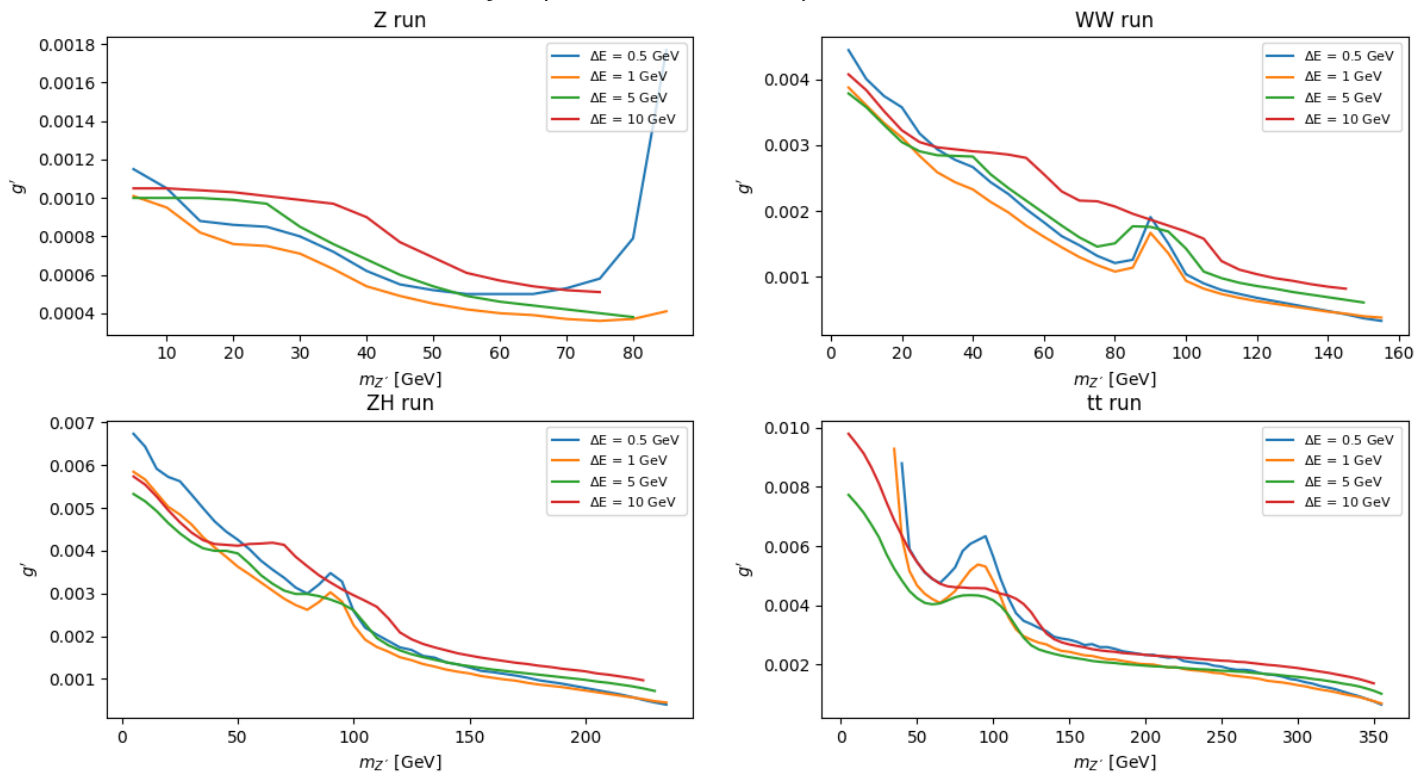 Z run
0.0018
0.0016
0.0014
0.0012
0.0010
0.0008
0.0006
0.0004
g′
10 20 30 40 50 60 70 80
m_Z′ [GeV]
ΔE = 0.5 GeV
ΔE = 1 GeV
ΔE = 5 GeV
ΔE = 10 GeV
WW run
0.004
0.003
0.002
0.001
g′
0 20 40 60 80 100 120 140 160
m_Z′ [GeV]
ΔE = 0.5 GeV
ΔE = 1 GeV
ΔE = 5 GeV
ΔE = 10 GeV
ZH run
0.007
0.006
0.005
0.004
0.003
0.002
0.001
g′
0 50 100 150 200
m_Z′ [GeV]
ΔE = 0.5 GeV
ΔE = 1 GeV
ΔE = 5 GeV
ΔE = 10 GeV
tt run
0.010
0.008
0.006
0.004
0.002
g′
0 50 100 150 200 250 300 350
m_Z′ [GeV]
ΔE = 0.5 GeV
ΔE = 1 GeV
ΔE = 5 GeV
ΔE = 10 GeV